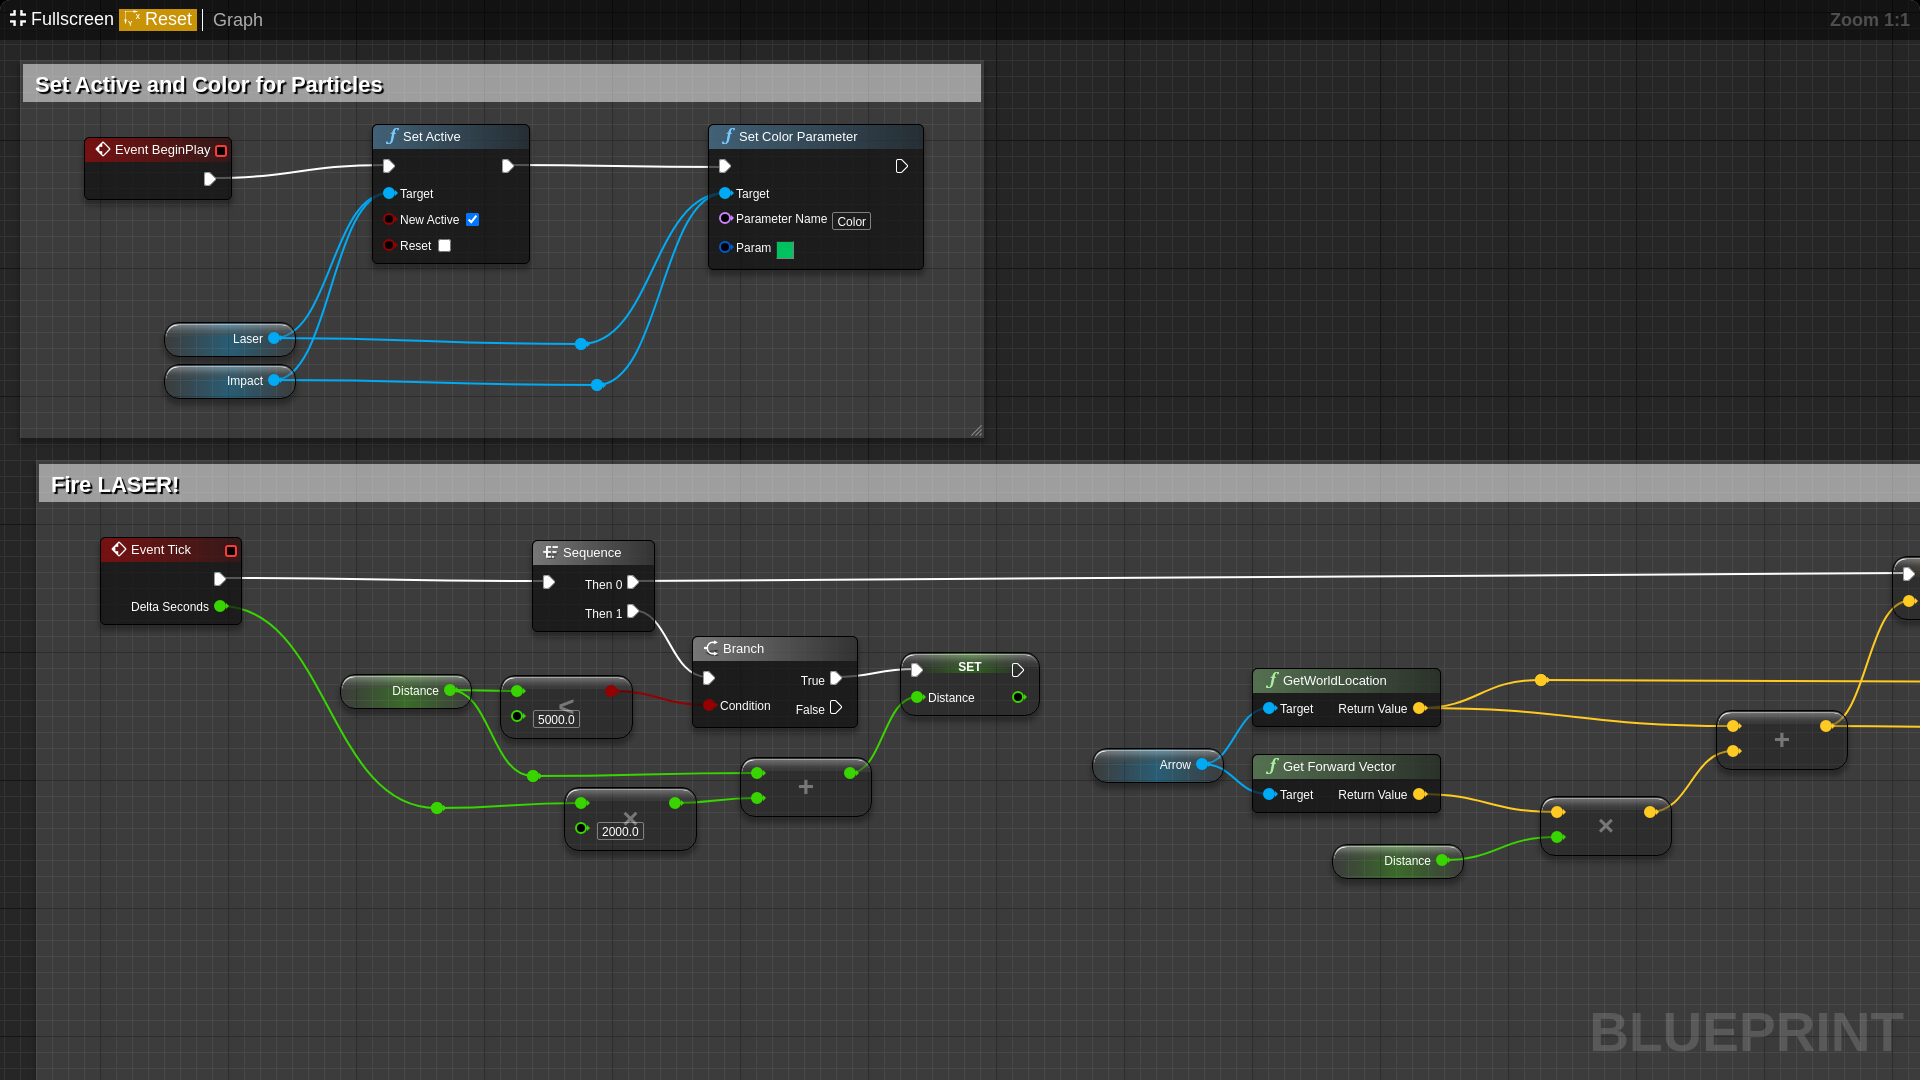 Fullscreen Reset Graph Zoom 1:1
Set Active and Color for Particles
Event BeginPlay
Set Active
Target
New Active
Reset
Set Color Parameter
Target
Parameter Name Color
Param
Laser
Impact
Fire LASER!
Event Tick
Delta Seconds
Sequence
Then 0
Then 1
Branch
True
Condition
False
SET
Distance
Distance
<
5000.0
×
2000.0
+
GetWorldLocation
Target Return Value
Arrow
Get Forward Vector
Target Return Value
Distance
×
+
BLUEPRINT